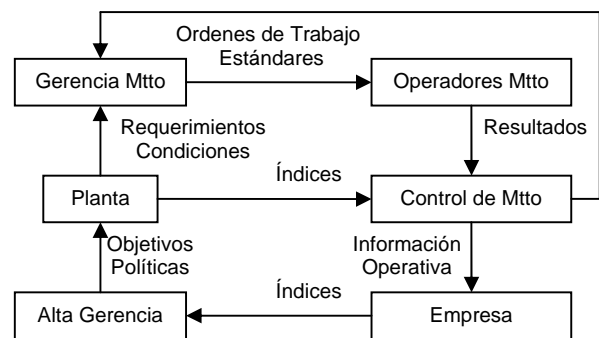 Ordenes de Trabajo
Estándares
Gerencia Mtto
Operadores Mtto
Requerimientos
Condiciones
Resultados
Índices
Planta
Control de Mtto
Objetivos
Políticas
Información
Operativa
Índices
Alta Gerencia
Empresa